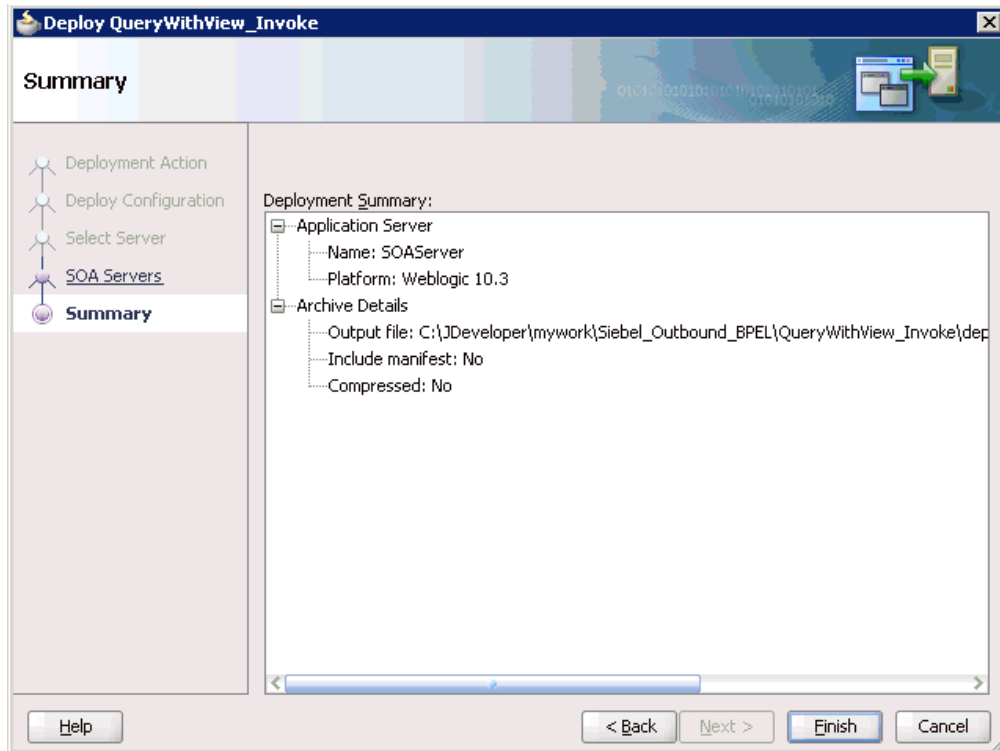 Deploy QueryWithView_Invoke
Summary
Deployment Action
Deploy Configuration
Select Server
SOA Servers
Summary
Deployment Summary:
Application Server
Name: SOAServer
Platform: Weblogic 10.3
Archive Details
Output file: C:\JDeveloper\mywork\Siebel_Outbound_BPEL\QueryWithView_Invoke\dep
Include manifest: No
Compressed: No
Help
< Back
Next >
Finish
Cancel